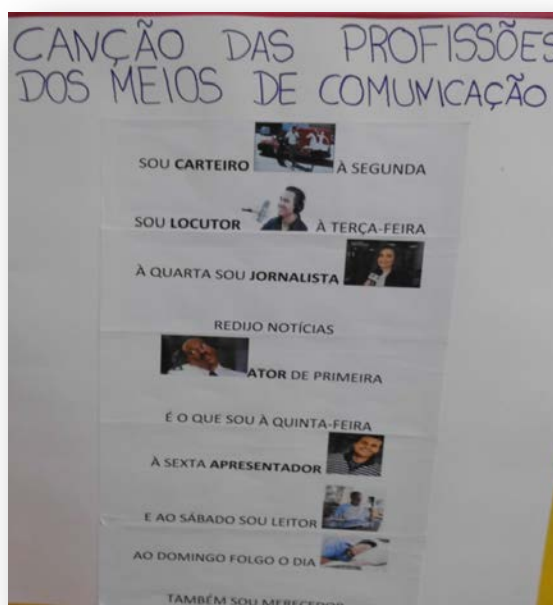 CANÇÃO DAS PROFISSÕES
DOS MEIOS DE COMUNICAÇÃO
SOU CARTEIRO À SEGUNDA
SOU LOCUTOR À TERÇA-FEIRA
À QUARTA SOU JORNALISTA
REDIJO NOTÍCIAS
ATOR DE PRIMEIRA
É O QUE SOU À QUINTA-FEIRA
À SEXTA APRESENTADOR
E AO SÁBADO SOU LEITOR
AO DOMINGO FOLGO O DIA
TAMBÉM SOU MERECEDOR